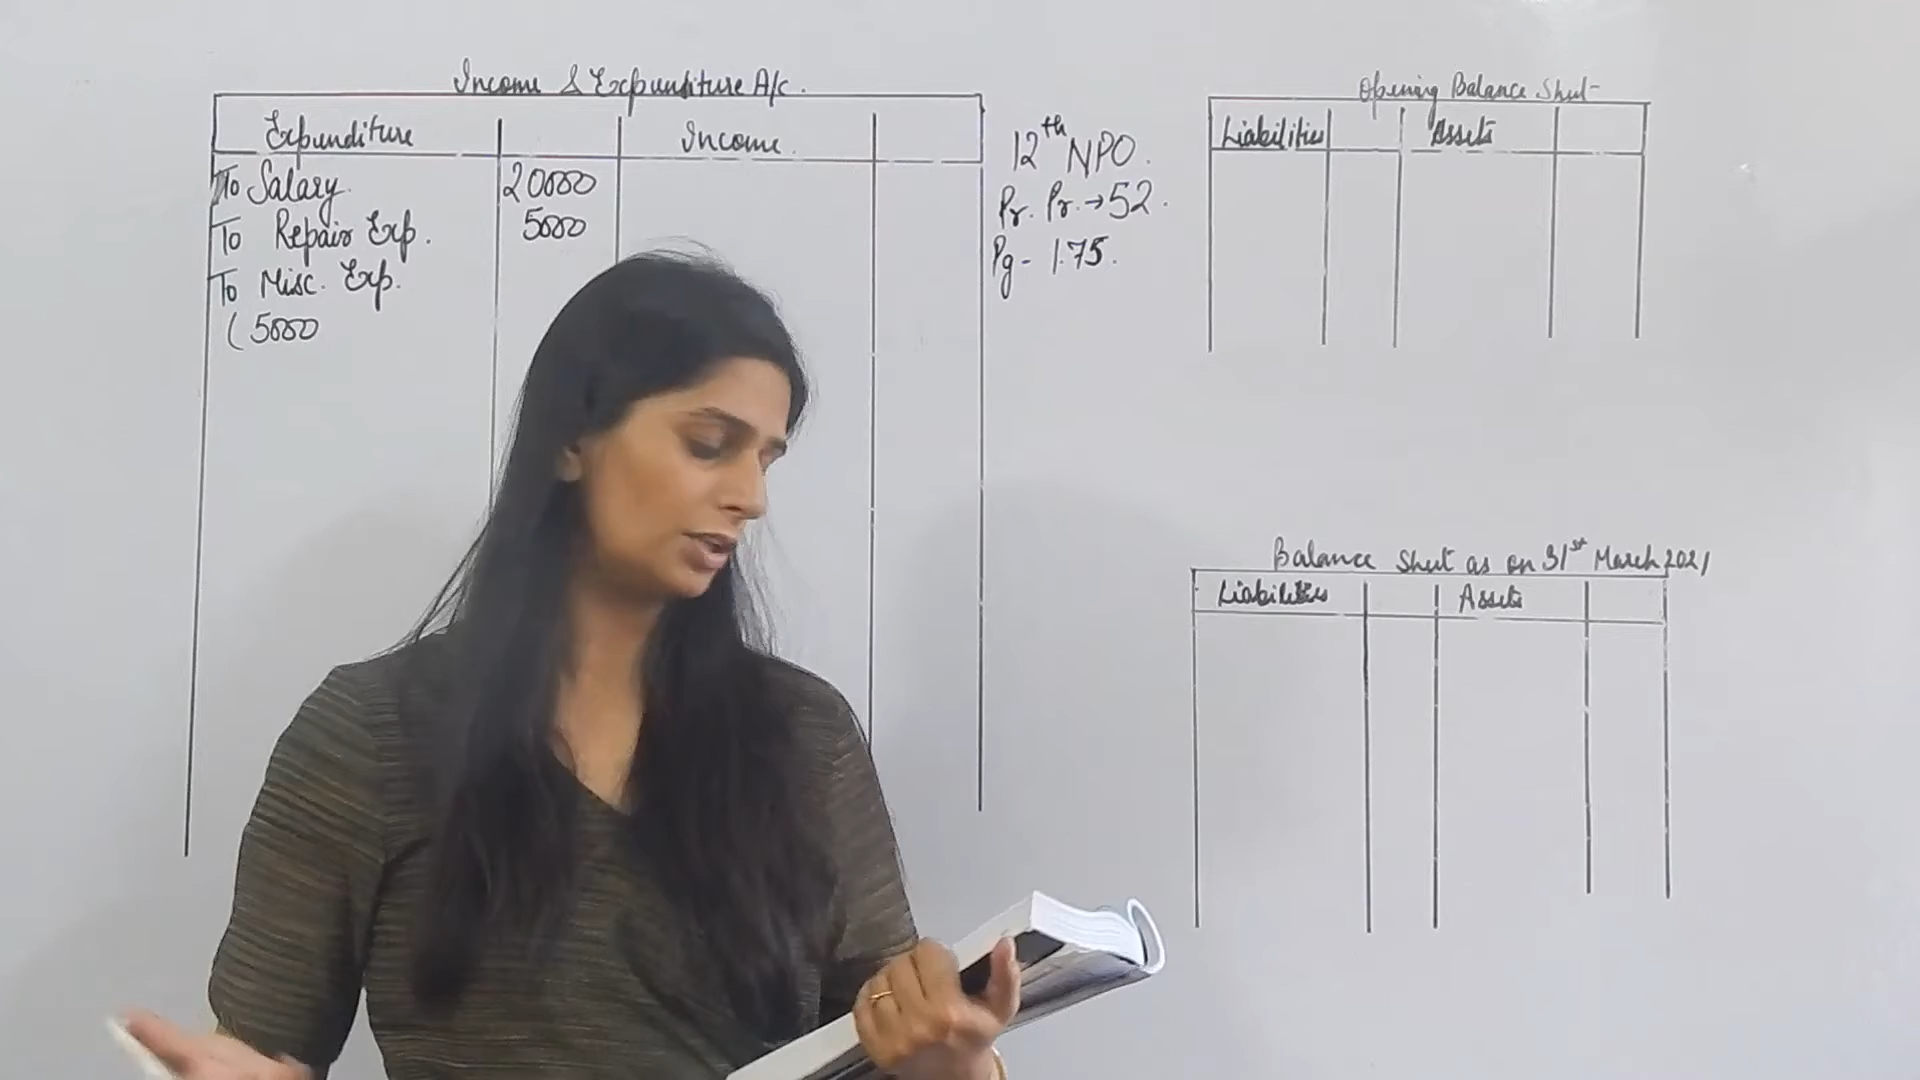 Income & Expenditure A/c.
Expenditure
Income.
To Salary. 20000
To Repair Exp. 5000
To Misc. Exp.
(5000
12th NPO.
Pr. Pr. → 52.
Pg - 1.75.
Opening Balance Sheet
Liabilities
Assets
Balance Sheet as on 31st March 2021
Liabilities
Assets